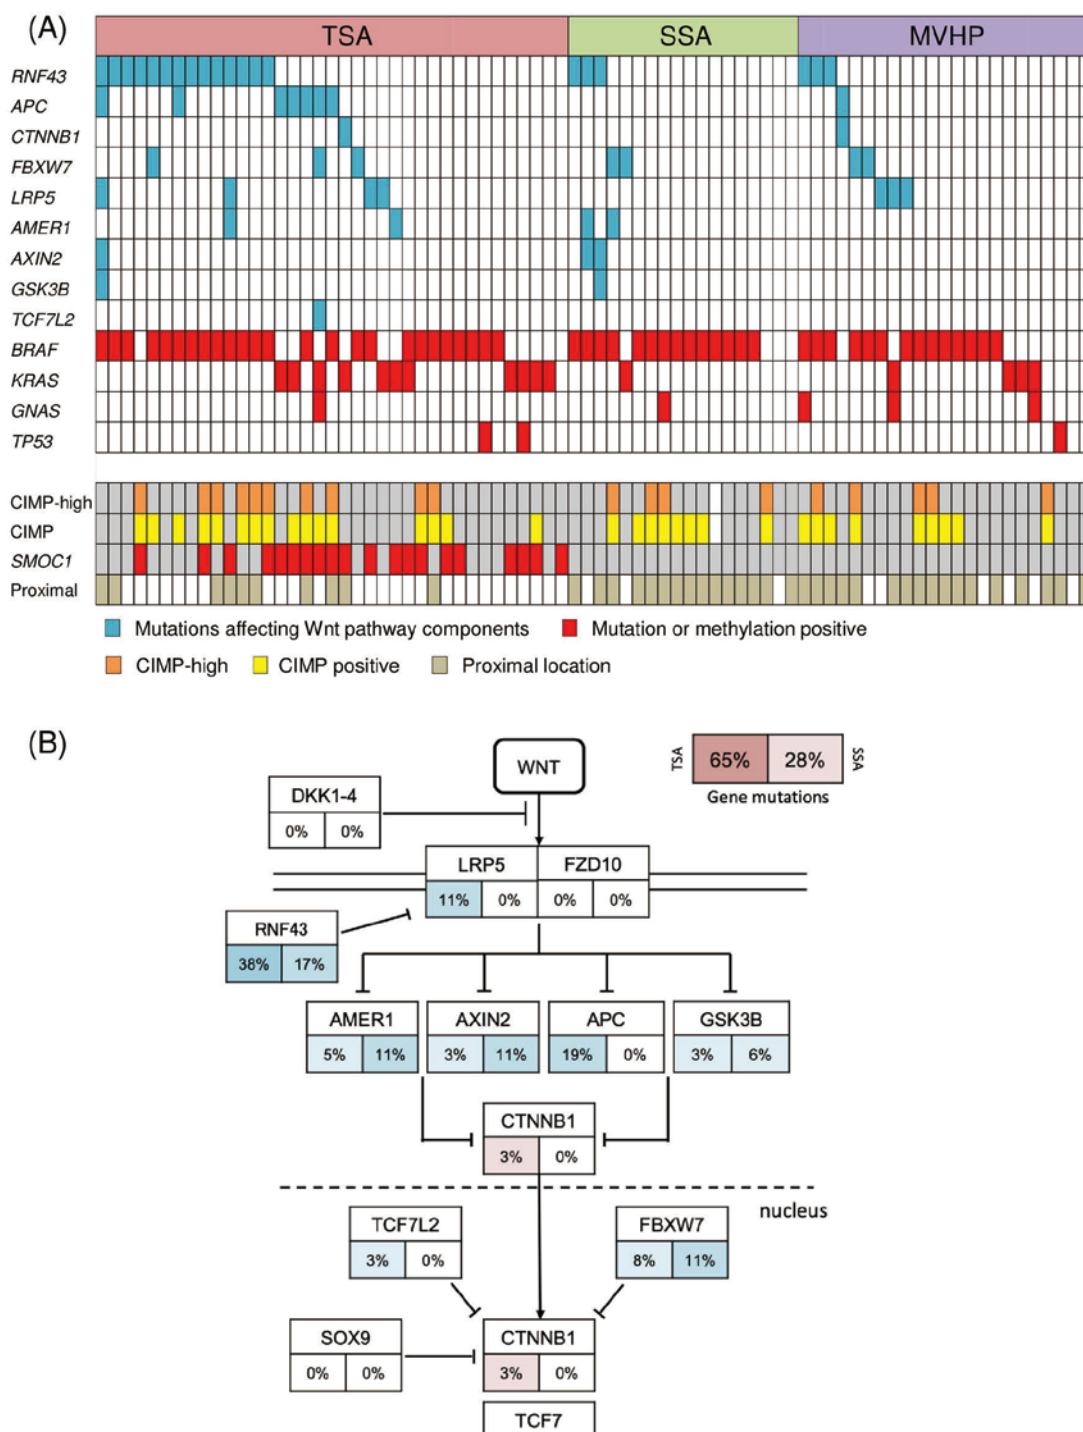 (A)
TSA SSA MVHP
RNF43
APC
CTNNB1
FBXW7
LRP5
AMER1
AXIN2
GSK3B
TCF7L2
BRAF
KRAS
GNAS
TP53
CIMP-high
CIMP
SMOC1
Proximal
Mutations affecting Wnt pathway components Mutation or methylation positive
CIMP-high CIMP positive Proximal location
(B)
WNT
TSA 65% 28% SSA
Gene mutations
DKK1-4
0% 0%
LRP5 FZD10
11% 0% 0% 0%
RNF43
38% 17%
AMER1 AXIN2 APC GSK3B
5% 11% 3% 11% 19% 0% 3% 6%
CTNNB1
3% 0%
nucleus
TCF7L2 FBXW7
3% 0% 8% 11%
SOX9 CTNNB1
0% 0% 3% 0%
TCF7